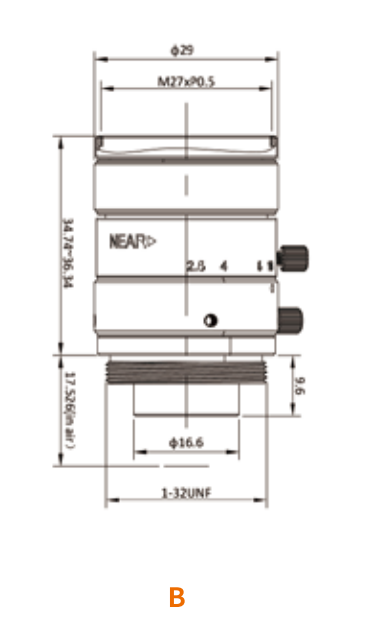 ϕ29
M27xP0.5
NEAR▷
2.8 4
34.74~36.34
17.526(in air)
9.6
ϕ16.6
1-32UNF
B